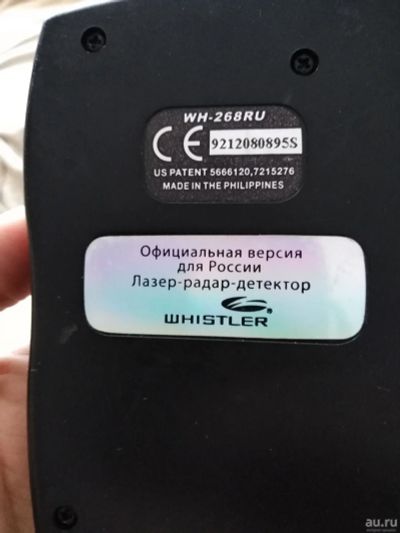 WH-268RU
CE 9212080895S
US PATENT 5666120,7215276
MADE IN THE PHILIPPINES
Официальная версия
для России
Лазер-радар-детектор
WHISTLER
au.ru